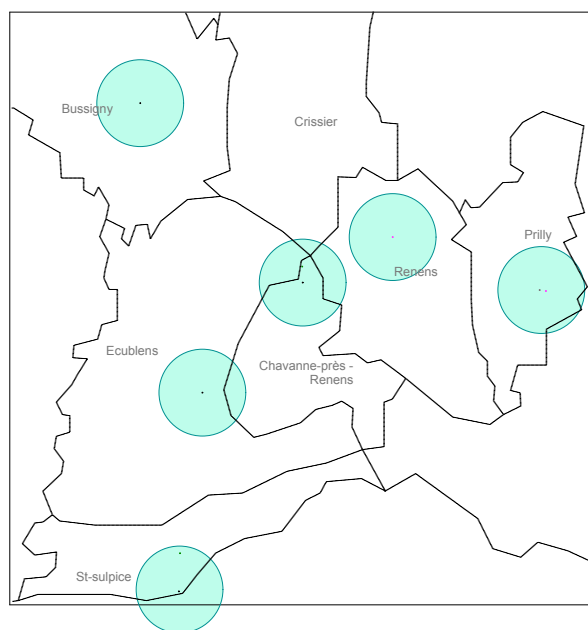 Bussigny
Crissier
Prilly
Renens
Ecublens
Chavanne-près -
Renens
St-sulpice